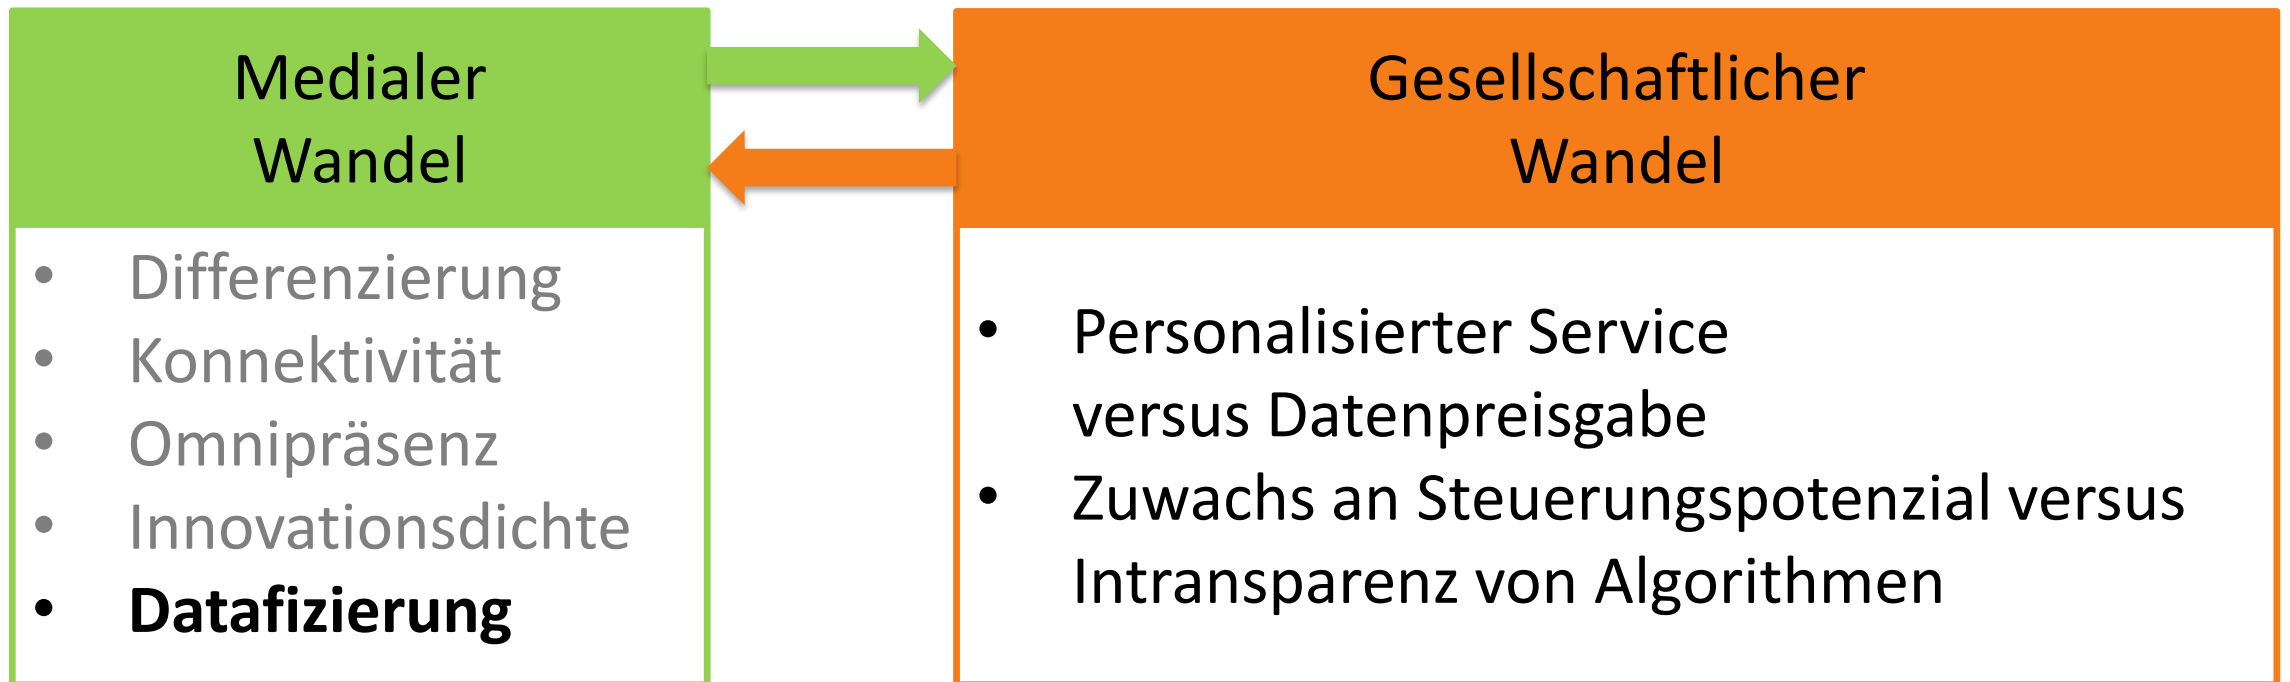 Medialer
Wandel
• Differenzierung
• Konnektivität
• Omnipräsenz
• Innovationsdichte
• Datafizierung
Gesellschaftlicher
Wandel
• Personalisierter Service
versus Datenpreisgabe
• Zuwachs an Steuerungspotenzial versus
Intransparenz von Algorithmen